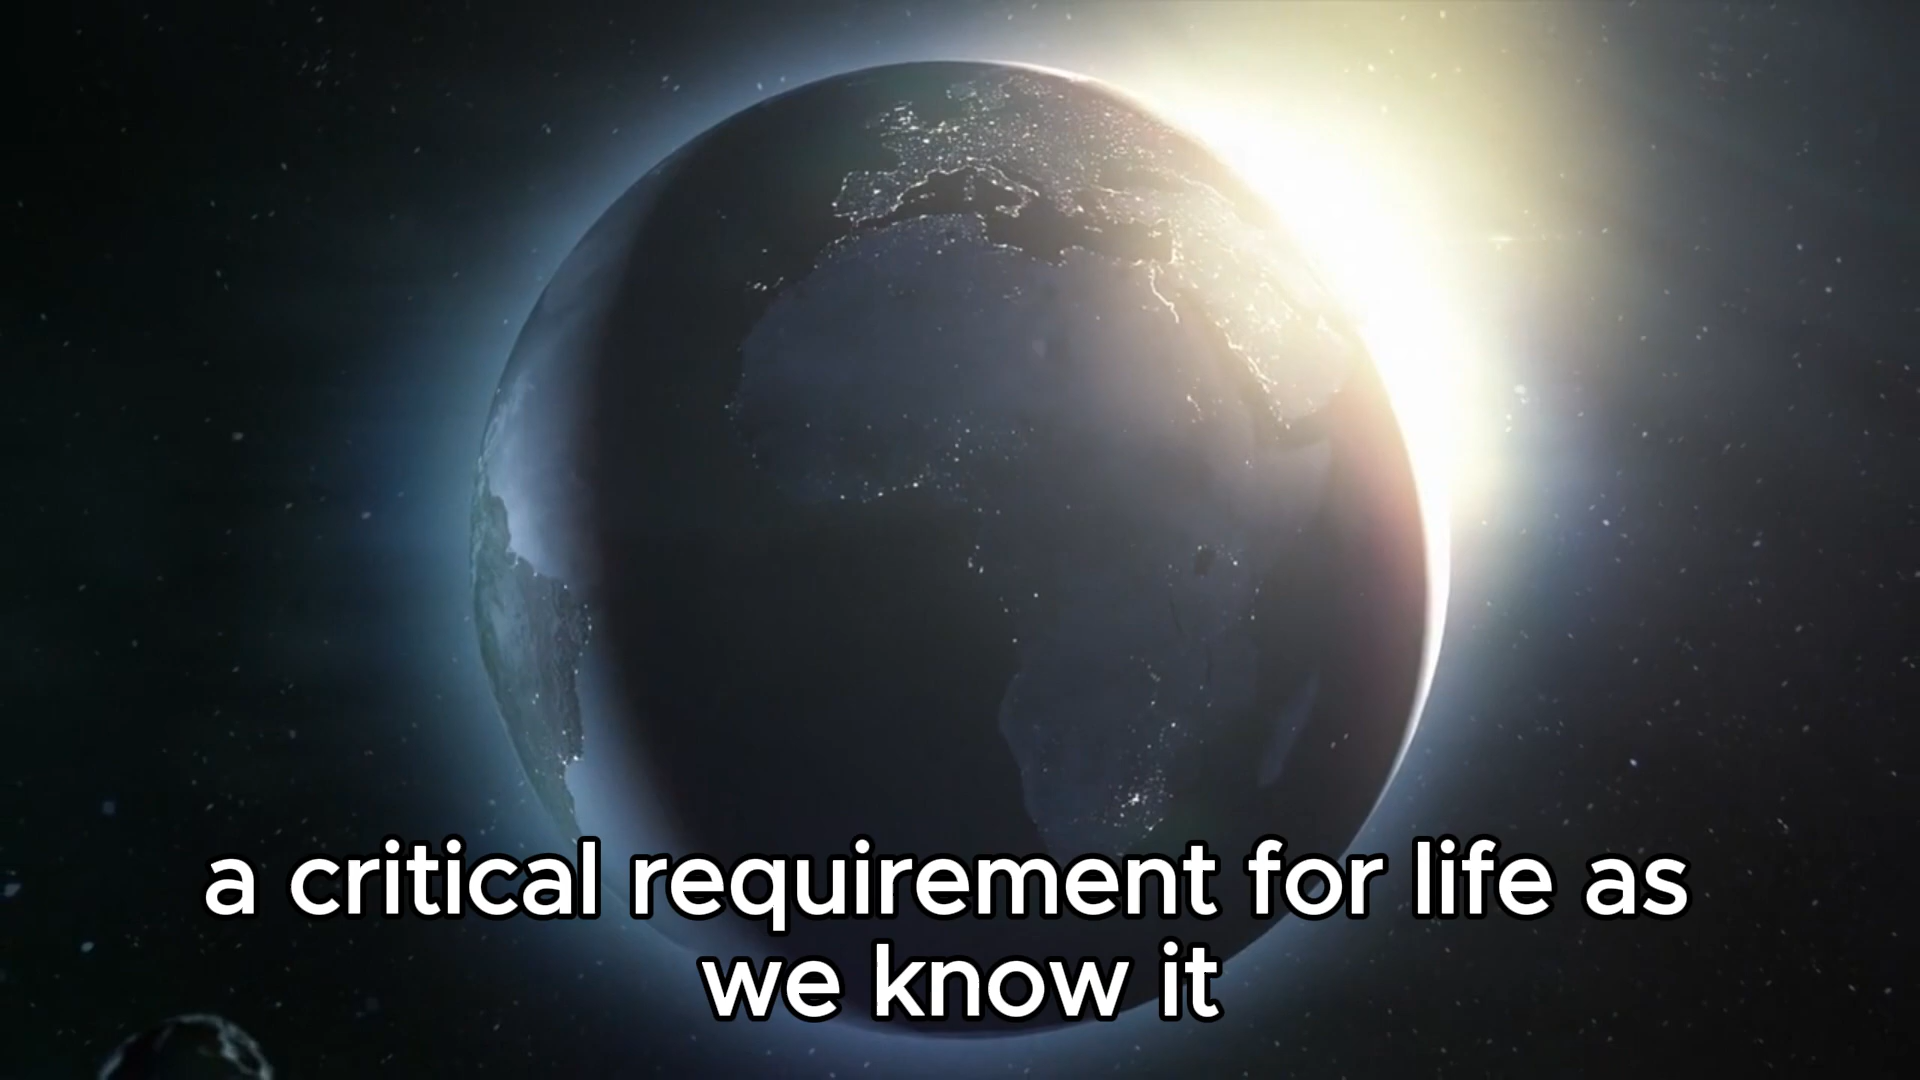 a critical requirement for life as
we know it